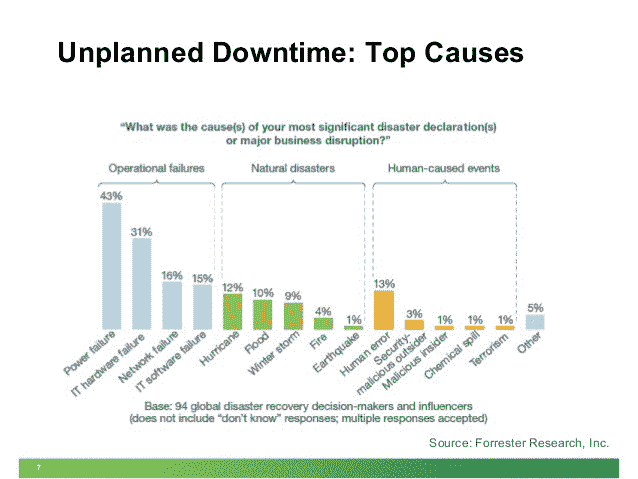 Unplanned Downtime: Top Causes
“What was the cause(s) of your most significant disaster declaration(s)
or major business disruption?”
Operational failures
Natural disasters
Human-caused events
43%
31%
16%
15%
12%
10%
9%
4%
1%
13%
3%
1%
1%
1%
5%
Power failure
IT hardware failure
Network failure
IT software failure
Hurricane
Flood
Winter storm
Fire
Earthquake
Human error
Security-
malicious outsider
Malicious insider
Chemical spill
Terrorism
Other
Base: 94 global disaster recovery decision-makers and influencers
(does not include “don’t know” responses; multiple responses accepted)
Source: Forrester Research, Inc.
7